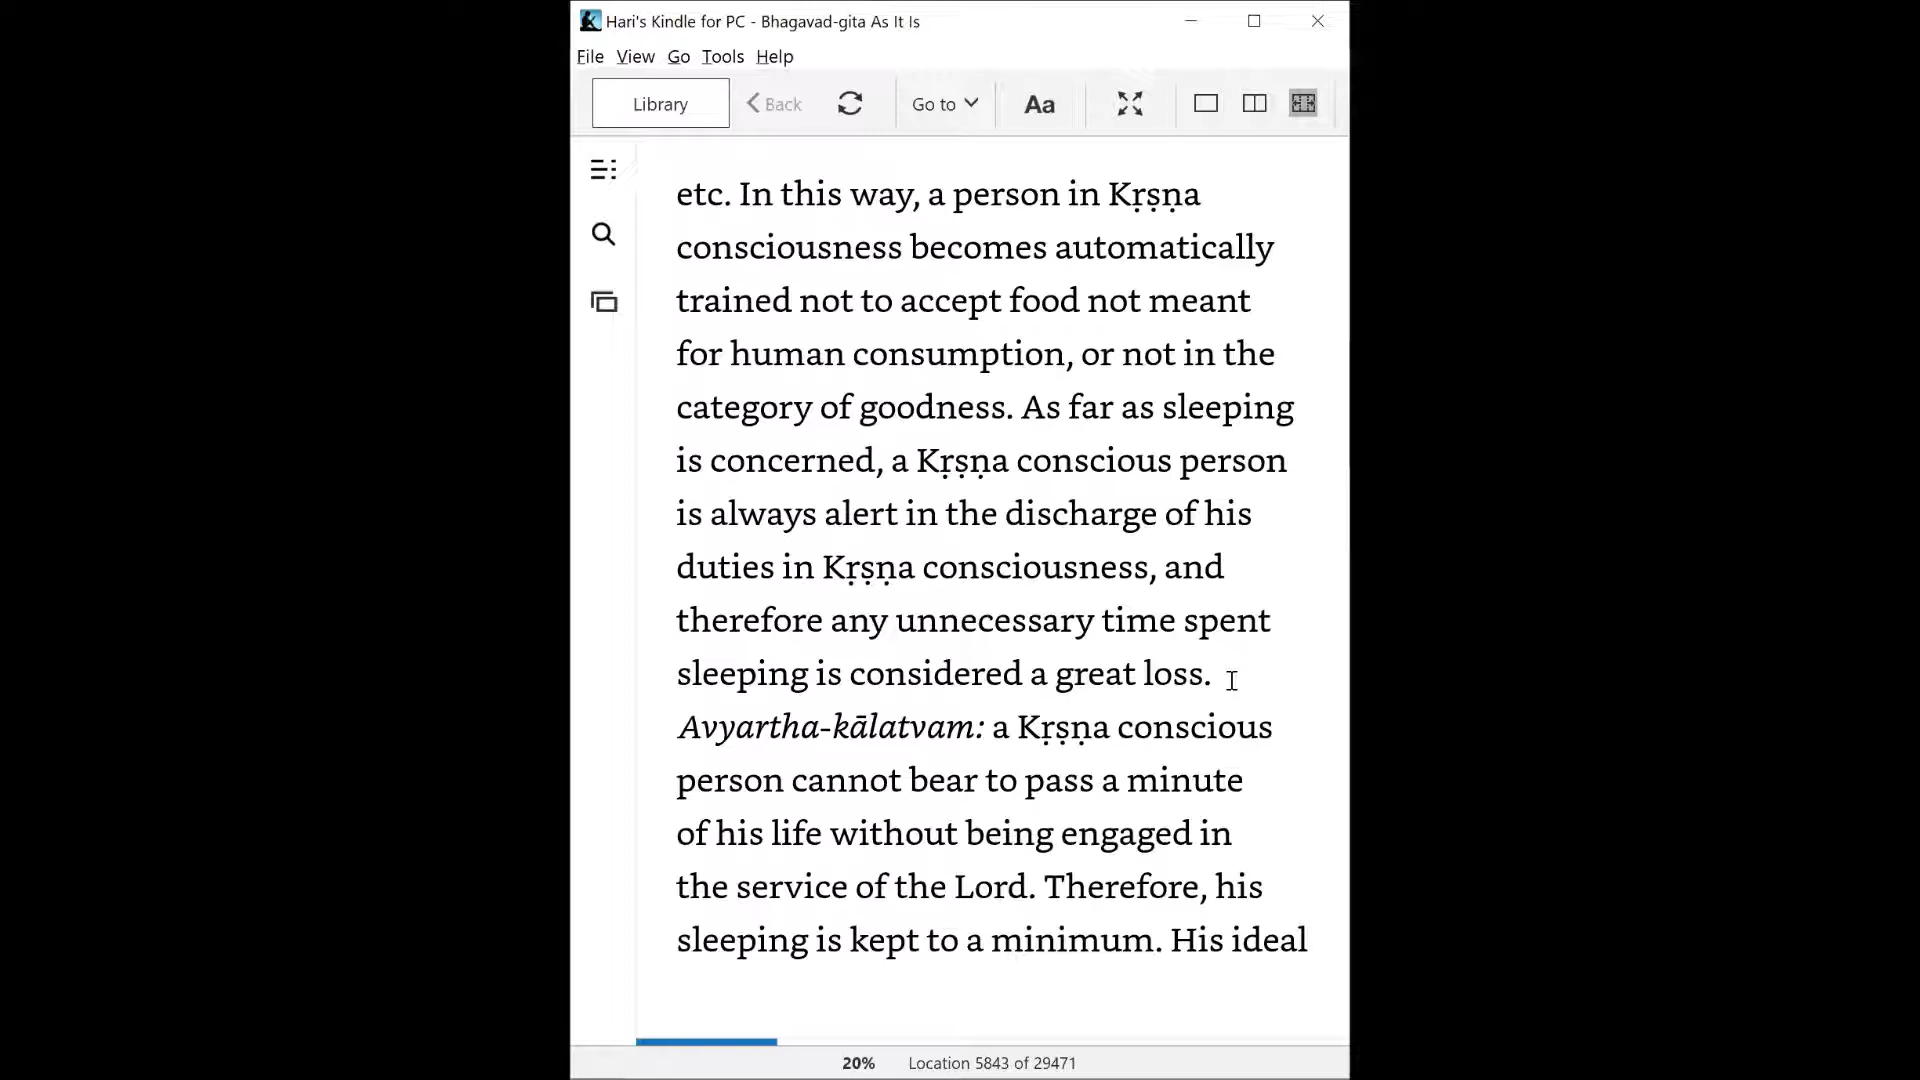 Hari's Kindle for PC - Bhagavad-gita As It Is
File View Go Tools Help
Library Back Go to Aa
etc. In this way, a person in Kṛṣṇa
consciousness becomes automatically
trained not to accept food not meant
for human consumption, or not in the
category of goodness. As far as sleeping
is concerned, a Kṛṣṇa conscious person
is always alert in the discharge of his
duties in Kṛṣṇa consciousness, and
therefore any unnecessary time spent
sleeping is considered a great loss.
Avyartha-kālatvam: a Kṛṣṇa conscious
person cannot bear to pass a minute
of his life without being engaged in
the service of the Lord. Therefore, his
sleeping is kept to a minimum. His ideal
20% Location 5843 of 29471